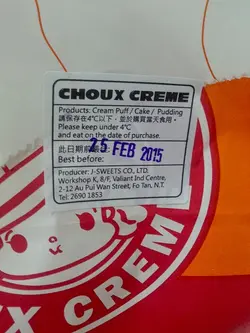 CHOUX CREME
Products: Cream Puff / Cake / Pudding
請保存在4℃以下，並於購買當天食用。
Please keep under 4℃
and eat on the date of purchase.
此日期前最佳
Best before:
25 FEB 2015
Producer: J-SWEETS CO., LTD.
Workshop K, 8/F, Valiant Ind Centre,
2-12 Au Pui Wan Street, Fo Tan, N.T.
Tel: 2690 1853
UX CREM